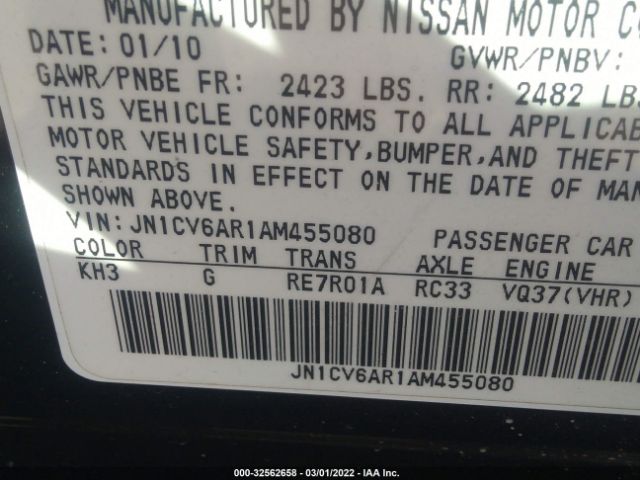 MANUFACTURED BY NISSAN MOTOR CO
DATE: 01/10 GVWR/PNBV:
GAWR/PNBE FR: 2423 LBS. RR: 2482 LBS
THIS VEHICLE CONFORMS TO ALL APPLICAB
MOTOR VEHICLE SAFETY,BUMPER,AND THEFT
STANDARDS IN EFFECT ON THE DATE OF MAN
SHOWN ABOVE.
VIN:JN1CV6AR1AM455080 PASSENGER CAR
COLOR TRIM TRANS AXLE ENGINE
KH3 G RE7R01A RC33 VQ37(VHR)
JN1CV6AR1AM455080
000-32562658 - 03/01/2022 - IAA Inc.